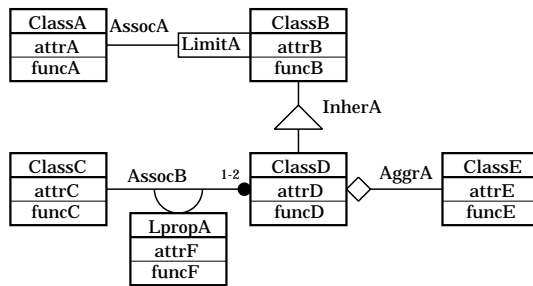 ClassA
attrA
funcA
AssocA
LimitA
ClassB
attrB
funcB
InherA
ClassC
attrC
funcC
AssocB
1-2
ClassD
attrD
funcD
AggrA
ClassE
attrE
funcE
LpropA
attrF
funcF